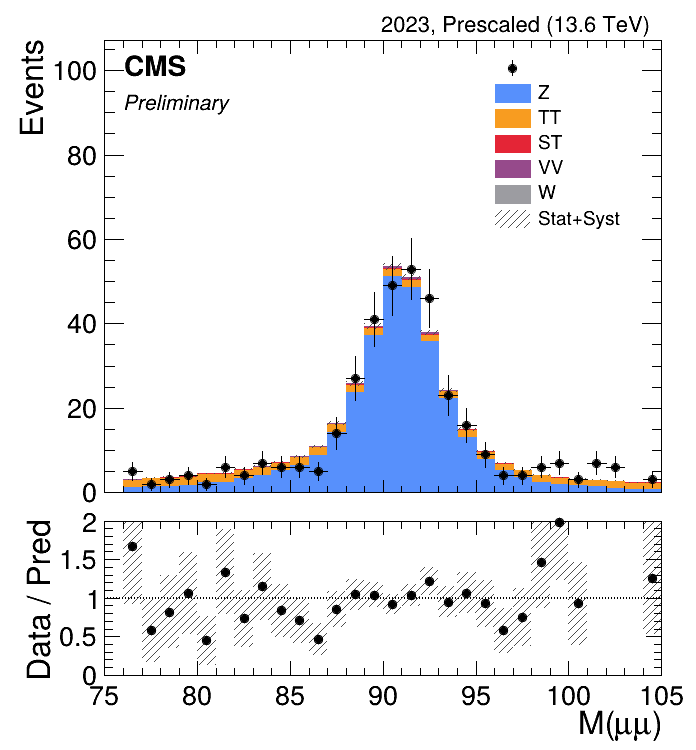 2023, Prescaled (13.6 TeV)
Events
CMS
Preliminary
Z
TT
ST
VV
W
Stat+Syst
100
80
60
40
20
0
Data / Pred
2
1.5
1
0.5
0
75 80 85 90 95 100 105
M(μμ)